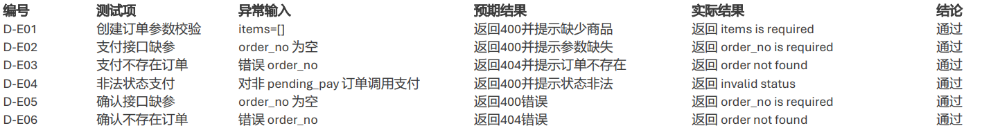 编号 测试项 异常输入 预期结果 实际结果 结论
D-E01 创建订单参数校验 items=[] 返回400并提示缺少商品 返回 items is required 通过
D-E02 支付接口缺参 order_no 为空 返回400并提示参数缺失 返回 order_no is required 通过
D-E03 支付不存在订单 错误 order_no 返回404并提示订单不存在 返回 order not found 通过
D-E04 非法状态支付 对非 pending_pay 订单调用支付 返回400并提示状态非法 返回 invalid status 通过
D-E05 确认接口缺参 order_no 为空 返回400错误 返回 order_no is required 通过
D-E06 确认不存在订单 错误 order_no 返回404错误 返回 order not found 通过